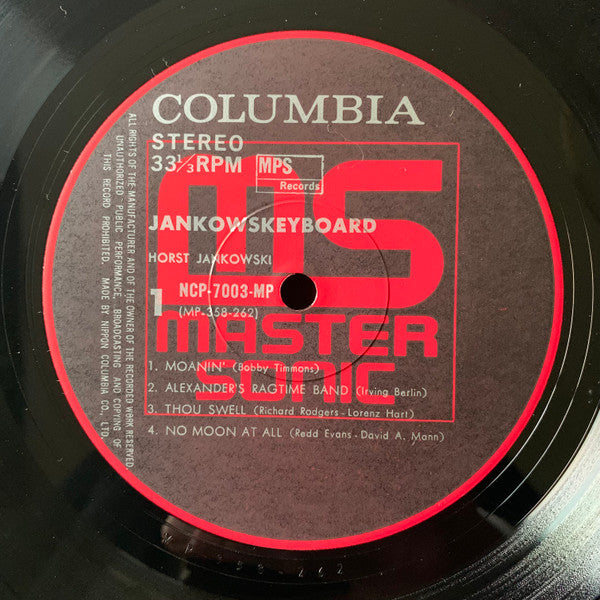 COLUMBIA
STEREO
33⅓RPM
MPS
Records
MS
JANKOWSKEYBOARD
HORST JANKOWSKI
1
NCP-7003-MP
(MP-358-262)
MASTER
SONIC
1. MOANIN' (Bobby Timmons)
2. ALEXANDER'S RAGTIME BAND (Irving Berlin)
3. THOU SWELL (Richard Rodgers-Lorenz Hart)
4. NO MOON AT ALL (Redd Evans-David A. Mann)
ALL RIGHTS OF THE MANUFACTURER AND OF THE OWNER OF THE RECORDED WORK RESERVED.
UNAUTHORIZED PUBLIC PERFORMANCE, BROADCASTING AND COPYING OF
THIS RECORD PROHIBITED. MADE BY NIPPON COLUMBIA CO., LTD.